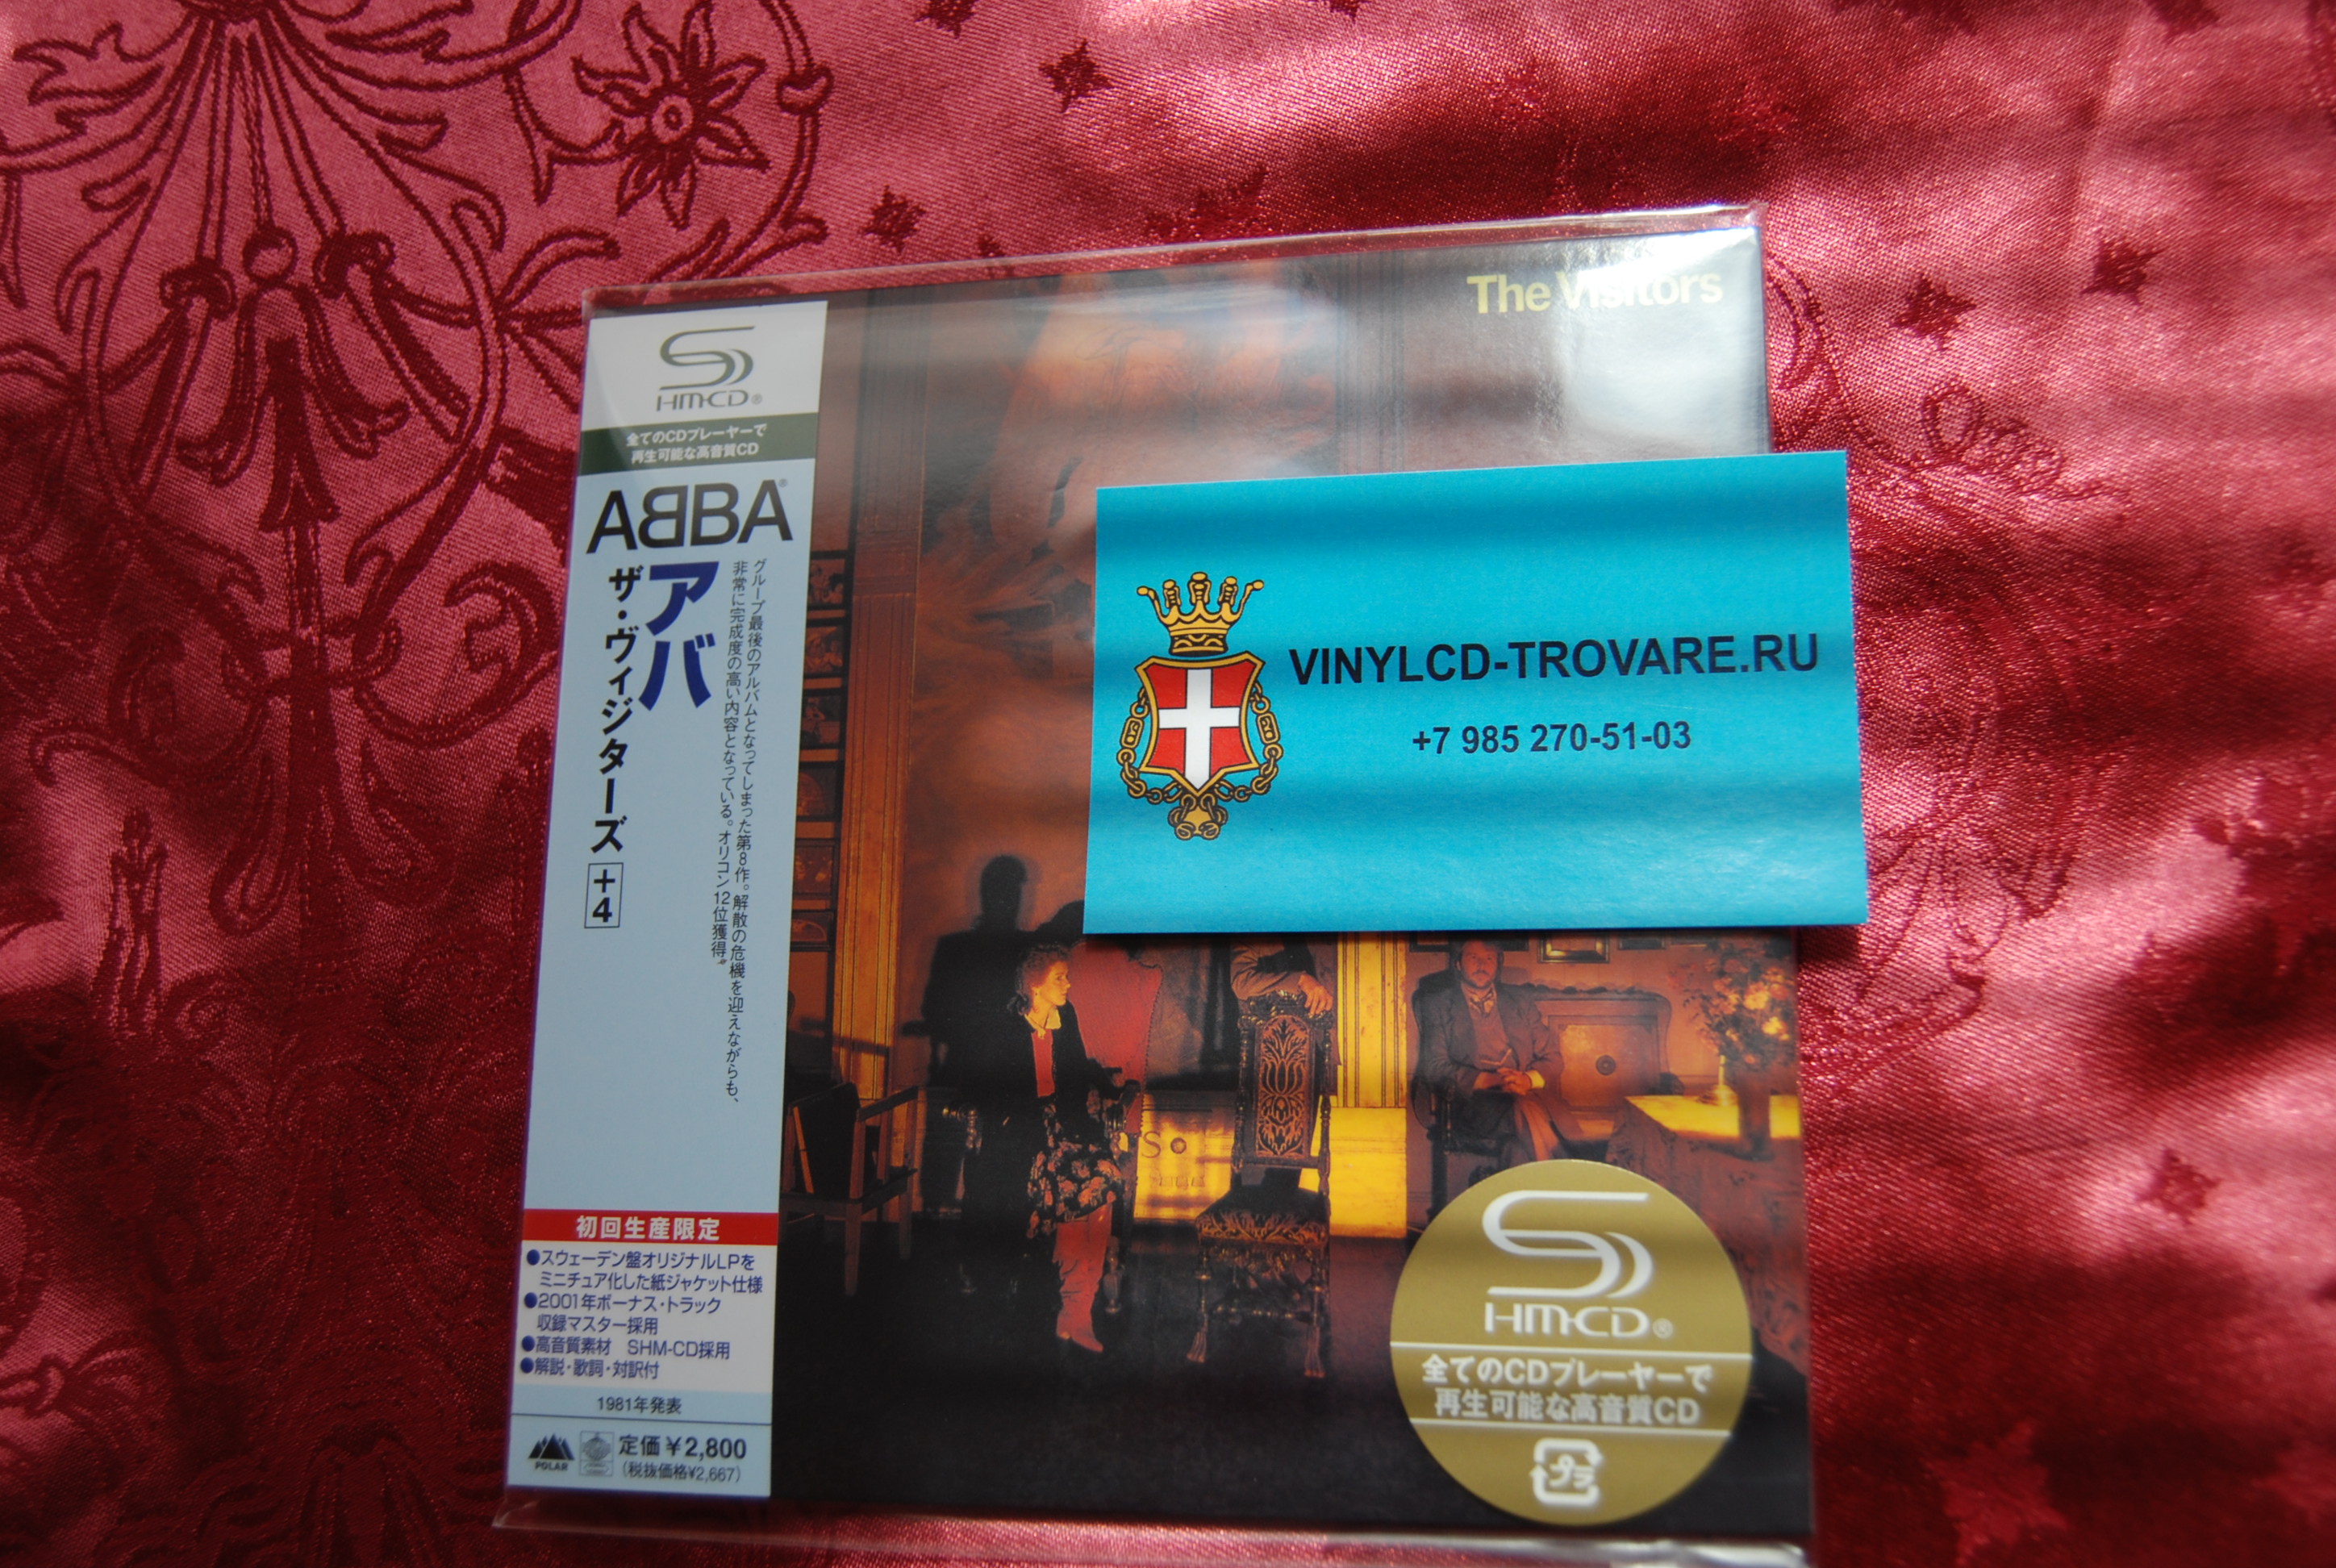 The Visitors
HM-CD®
全てのCDプレーヤーで
再生可能な高音質CD
ABBA®
アバ
ザ・ヴィジターズ
+4
グループ最後のアルバムとなってしまった第8作。解散の危機を迎えながらも、
非常に完成度の高い内容となっている。オリコン12位獲得。
初回生産限定
●スウェーデン盤オリジナルLPを
ミニチュア化した紙ジャケット仕様
●2001年ボーナス・トラック
収録マスター採用
●高音質素材 SHM-CD採用
●解説・歌詞・対訳付
1981年発表
POLAR
定価￥2,800
(税抜価格¥2,667)
VINYLCD-TROVARE.RU
+7 985 270-51-03
HM-CD®
全てのCDプレーヤーで
再生可能な高音質CD
プラ